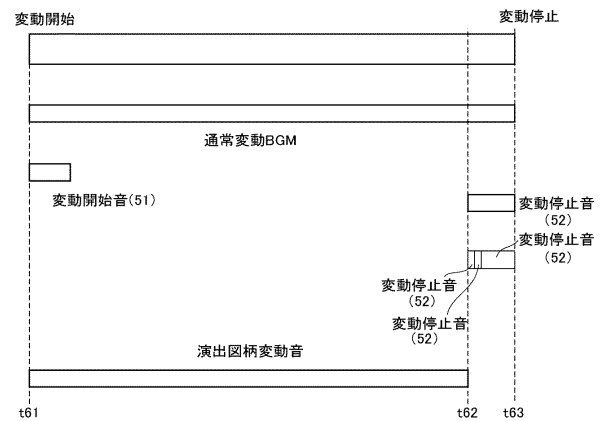 変動開始
変動停止
通常変動BGM
変動開始音(51)
変動停止音
(52)
変動停止音
(52)
変動停止音
(52)
変動停止音
(52)
演出図柄変動音
t61
t62
t63